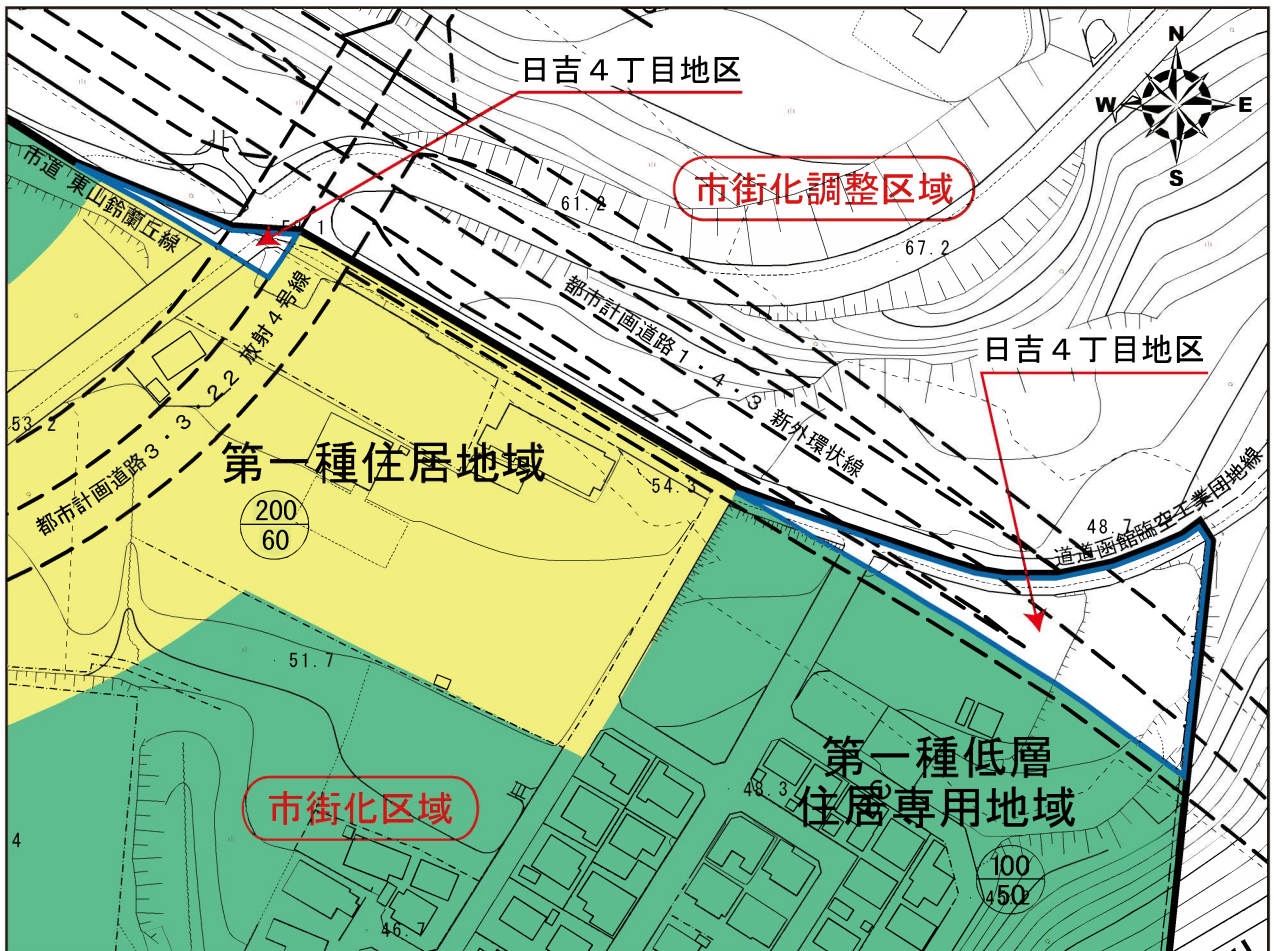 日吉４丁目地区
N
W
E
S
市街化調整区域
市道 東山鈴蘭丘線
61.2
67.2
都市計画道路１・４・３ 新外環状線
日吉４丁目地区
都市計画道路３・３・２２ 放射４号線
53.2
第一種住居地域
200
60
54.3
48.7
道道函館臨空工業団地線
51.7
第一種低層
住居専用地域
48.3
市街化区域
100
50
4
46.7